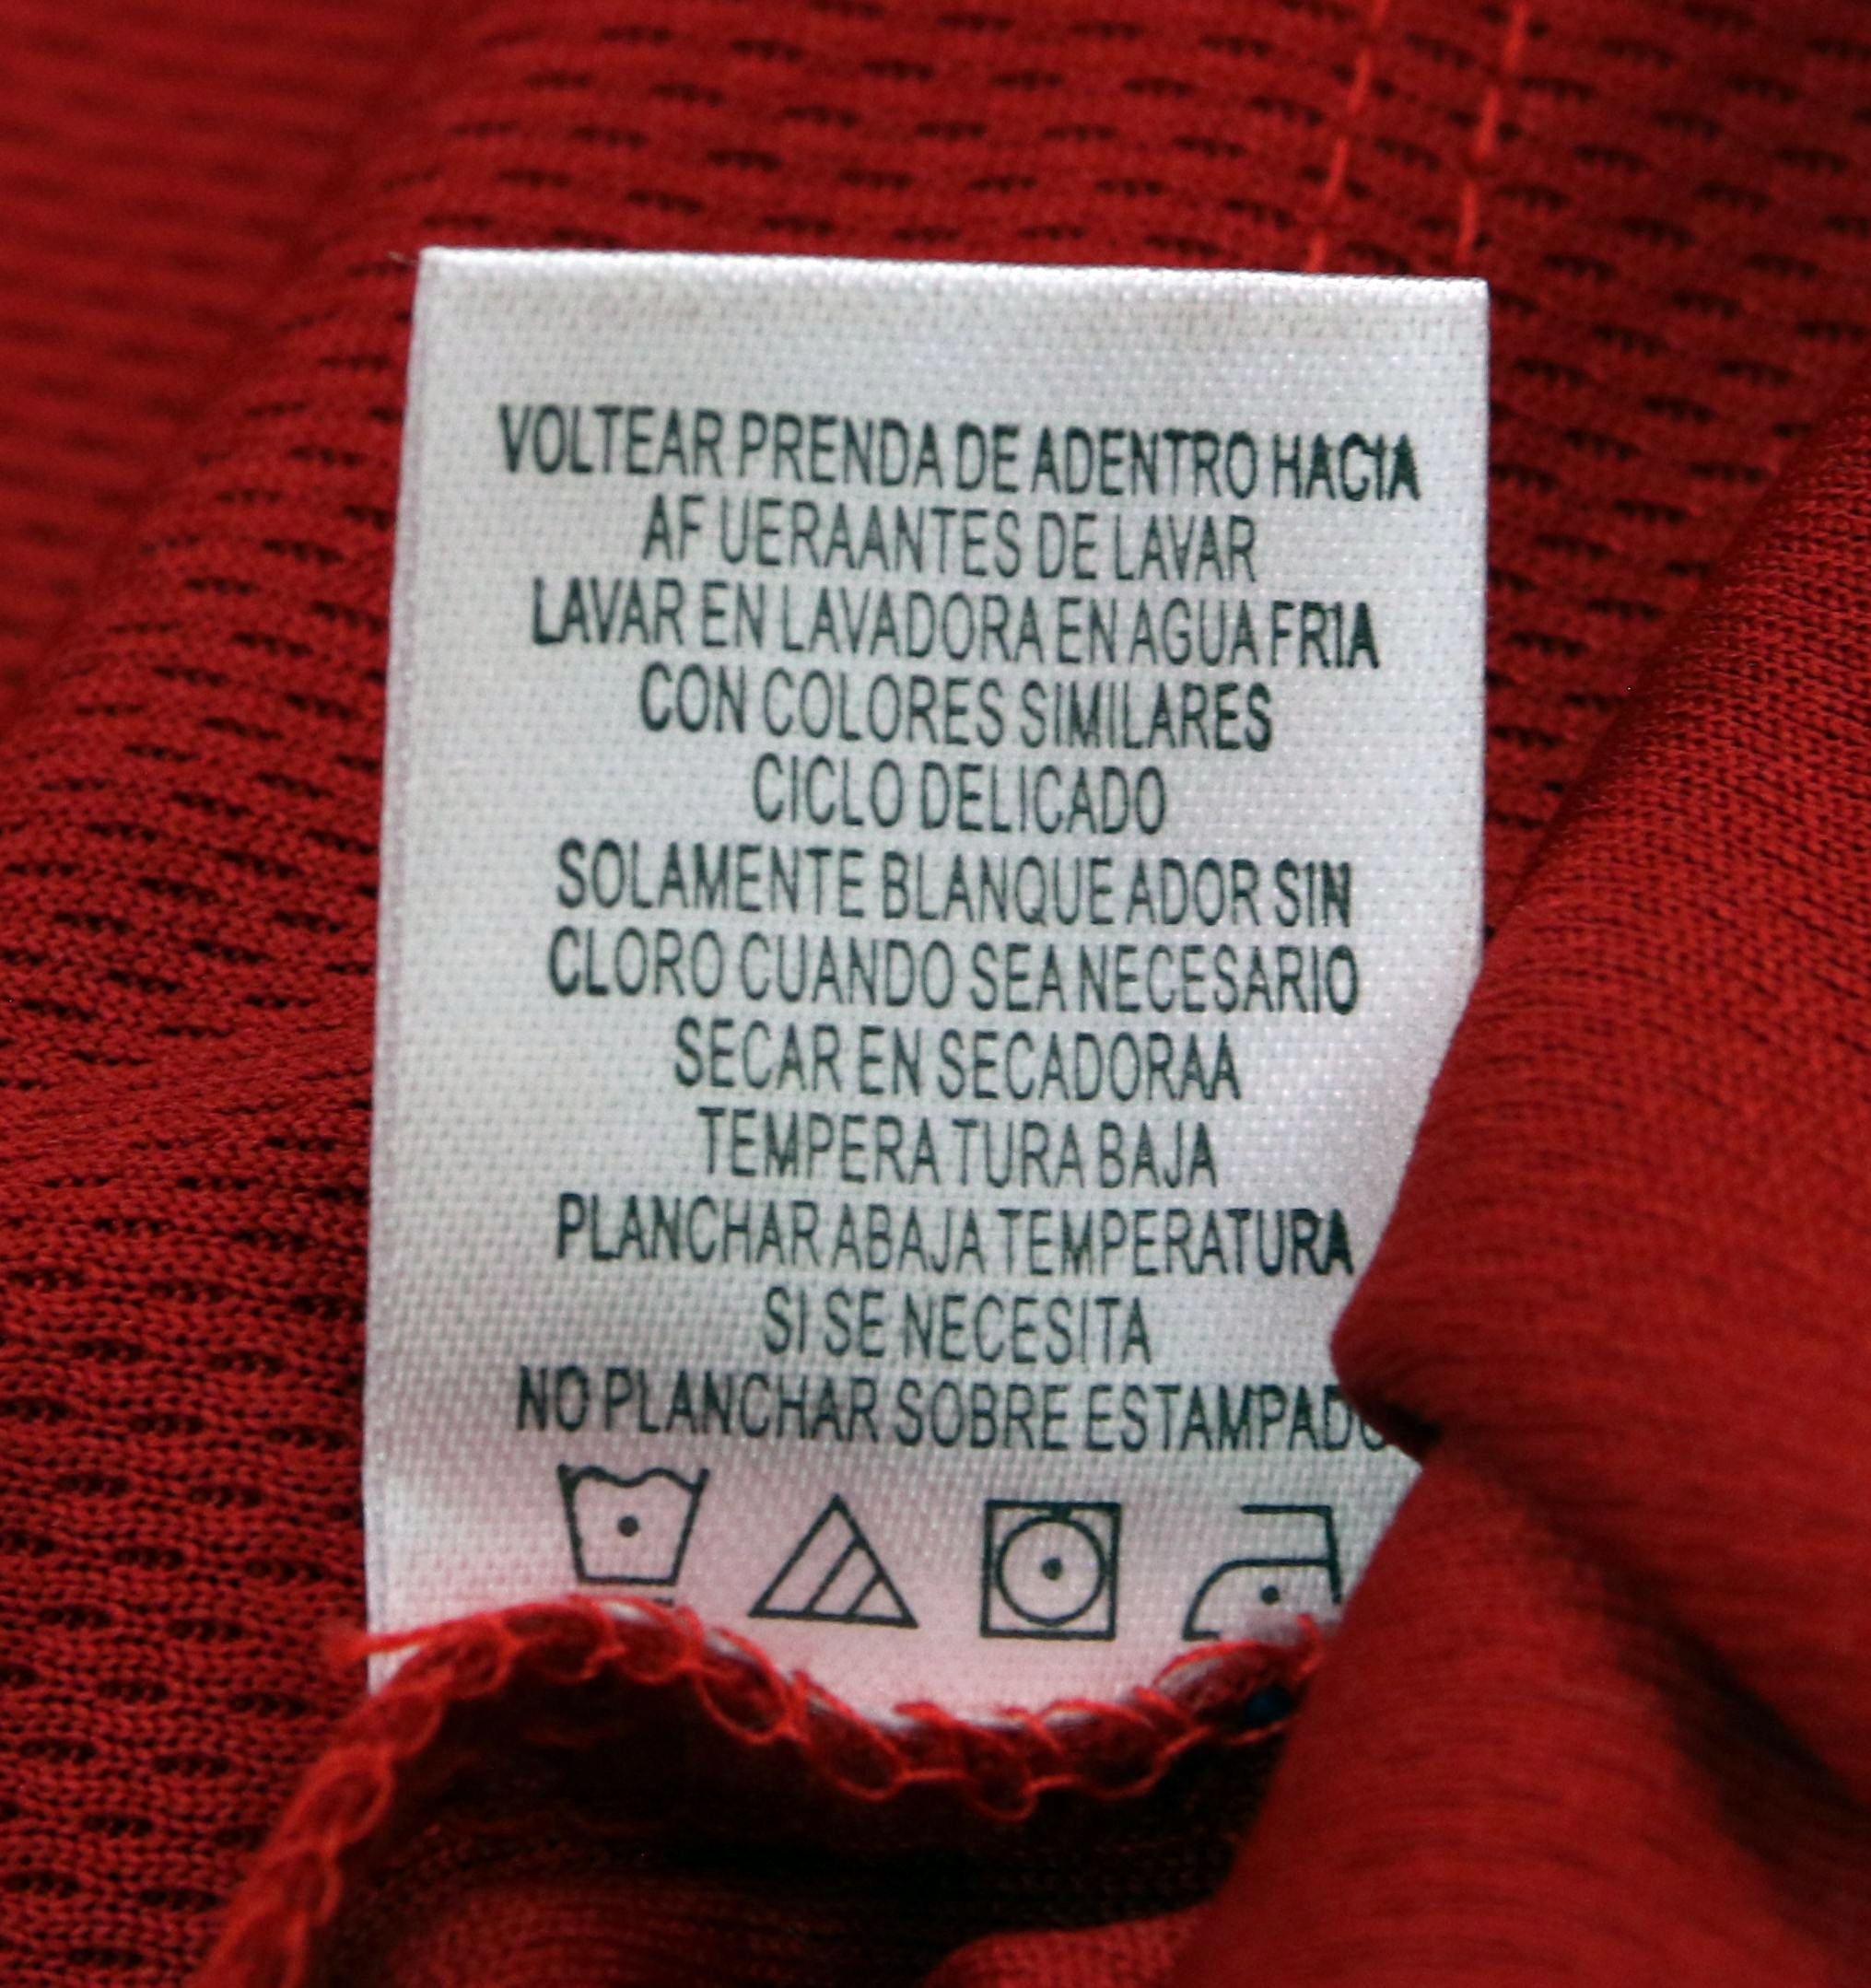 VOLTEAR PRENDA DE ADENTRO HACIA
AF UERAANTES DE LAVAR
LAVAR EN LAVADORA EN AGUA FRIA
CON COLORES SIMILARES
CICLO DELICADO
SOLAMENTE BLANQUE ADOR SIN
CLORO CUANDO SEA NECESARIO
SECAR EN SECADORAA
TEMPERA TURA BAJA
PLANCHAR ABAJA TEMPERATURA
SI SE NECESITA
NO PLANCHAR SOBRE ESTAMPADO